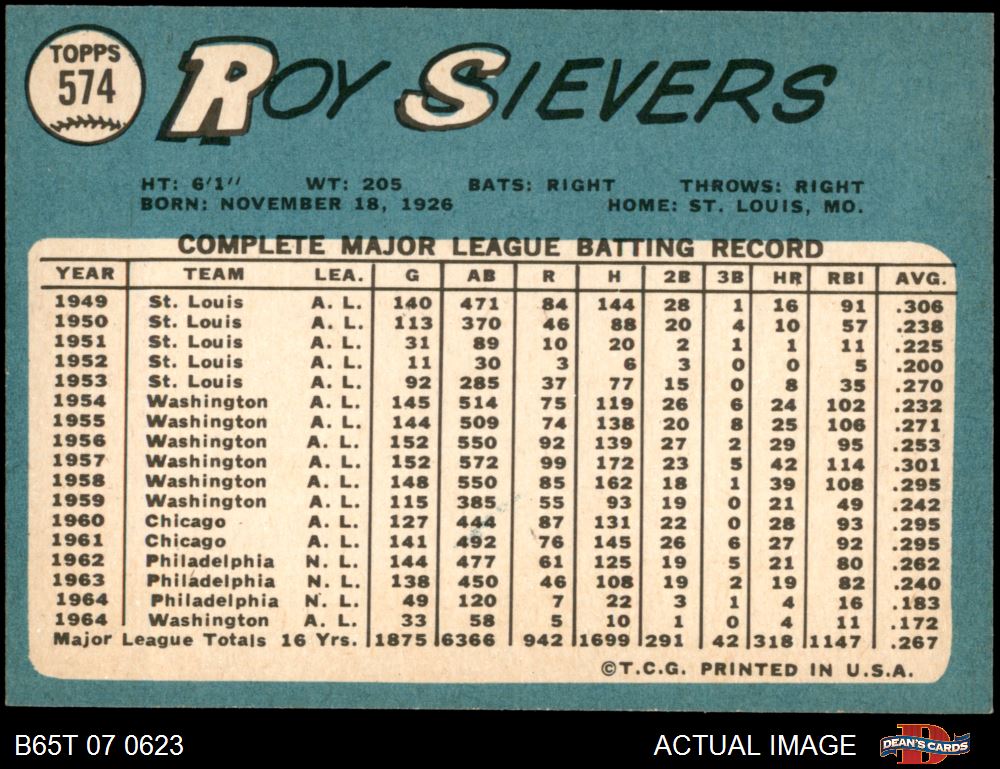 TOPPS
574
ROY SIEVERS
HT: 6'1" WT: 205 BATS: RIGHT THROWS: RIGHT
BORN: NOVEMBER 18, 1926 HOME: ST. LOUIS, MO.
COMPLETE MAJOR LEAGUE BATTING RECORD
YEAR TEAM LEA. G AB R H 2B 3B HR RBI AVG.
1949 St. Louis A. L. 140 471 84 144 28 1 16 91 .306
1950 St. Louis A. L. 113 370 46 88 20 4 10 57 .238
1951 St. Louis A. L. 31 89 10 20 2 1 1 11 .225
1952 St. Louis A. L. 11 30 3 6 3 0 0 5 .200
1953 St. Louis A. L. 92 285 37 77 15 0 8 35 .270
1954 Washington A. L. 145 514 75 119 26 6 24 102 .232
1955 Washington A. L. 144 509 74 138 20 8 25 106 .271
1956 Washington A. L. 152 550 92 139 27 2 29 95 .253
1957 Washington A. L. 152 572 99 172 23 5 42 114 .301
1958 Washington A. L. 148 550 85 162 18 1 39 108 .295
1959 Washington A. L. 115 385 55 93 19 0 21 49 .242
1960 Chicago A. L. 127 444 87 131 22 0 28 93 .295
1961 Chicago A. L. 141 492 76 145 26 6 27 92 .295
1962 Philadelphia N. L. 144 477 61 125 19 5 21 80 .262
1963 Philadelphia N. L. 138 450 46 108 19 2 19 82 .240
1964 Philadelphia N. L. 49 120 7 22 3 1 4 16 .183
1964 Washington A. L. 33 58 5 10 1 0 4 11 .172
Major League Totals 16 Yrs. 1875 6366 942 1699 291 42 318 1147 .267
©T.C.G. PRINTED IN U.S.A.
B65T 07 0623 ACTUAL IMAGE DEAN'S CARDS